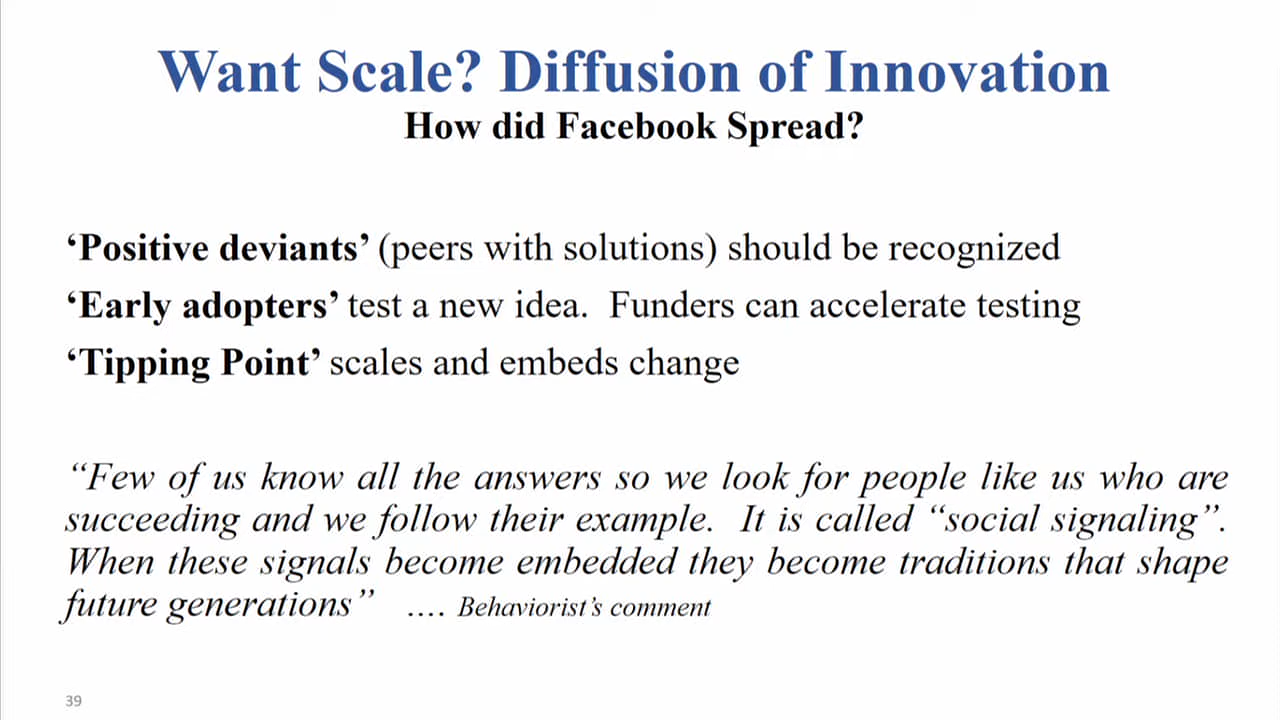 Want Scale? Diffusion of Innovation
How did Facebook Spread?
‘Positive deviants’ (peers with solutions) should be recognized
‘Early adopters’ test a new idea.  Funders can accelerate testing
‘Tipping Point’ scales and embeds change
“Few of us know all the answers so we look for people like us who are
succeeding and we follow their example.  It is called “social signaling”.
When these signals become embedded they become traditions that shape
future generations”   …. Behaviorist’s comment
39